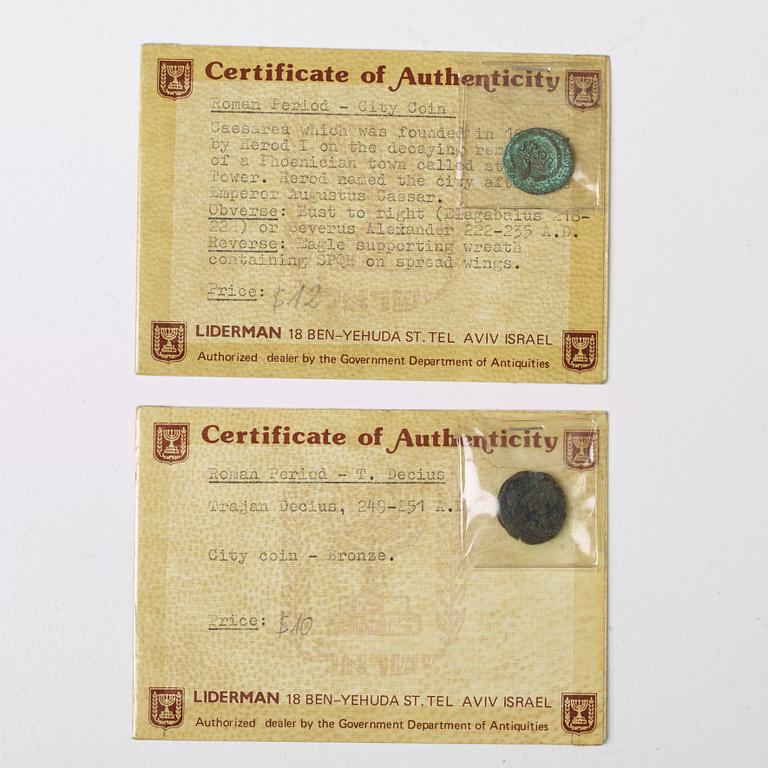 Certificate of Authenticity
Roman Period - City Coin
Caesarea which was founded in
by Herod I on the decaying
of a Phoenician town called
Tower. Herod named the city
Emperor Augustus Caesar.
Obverse: Bust to right (Elagabalus 218-
222) or Severus Alexander 222-235 A.D.
Reverse: Eagle supporting wreath
containing SPQR on spread wings.
Price: $12
LIDERMAN 18 BEN-YEHUDA ST. TEL AVIV ISRAEL
Authorized dealer by the Government Department of Antiquities
Certificate of Authenticity
Roman Period - T. Decius
Trajan Decius, 249-251 A.D
City coin - Bronze.
Price: $10
LIDERMAN 18 BEN-YEHUDA ST. TEL AVIV ISRAEL
Authorized dealer by the Government Department of Antiquities